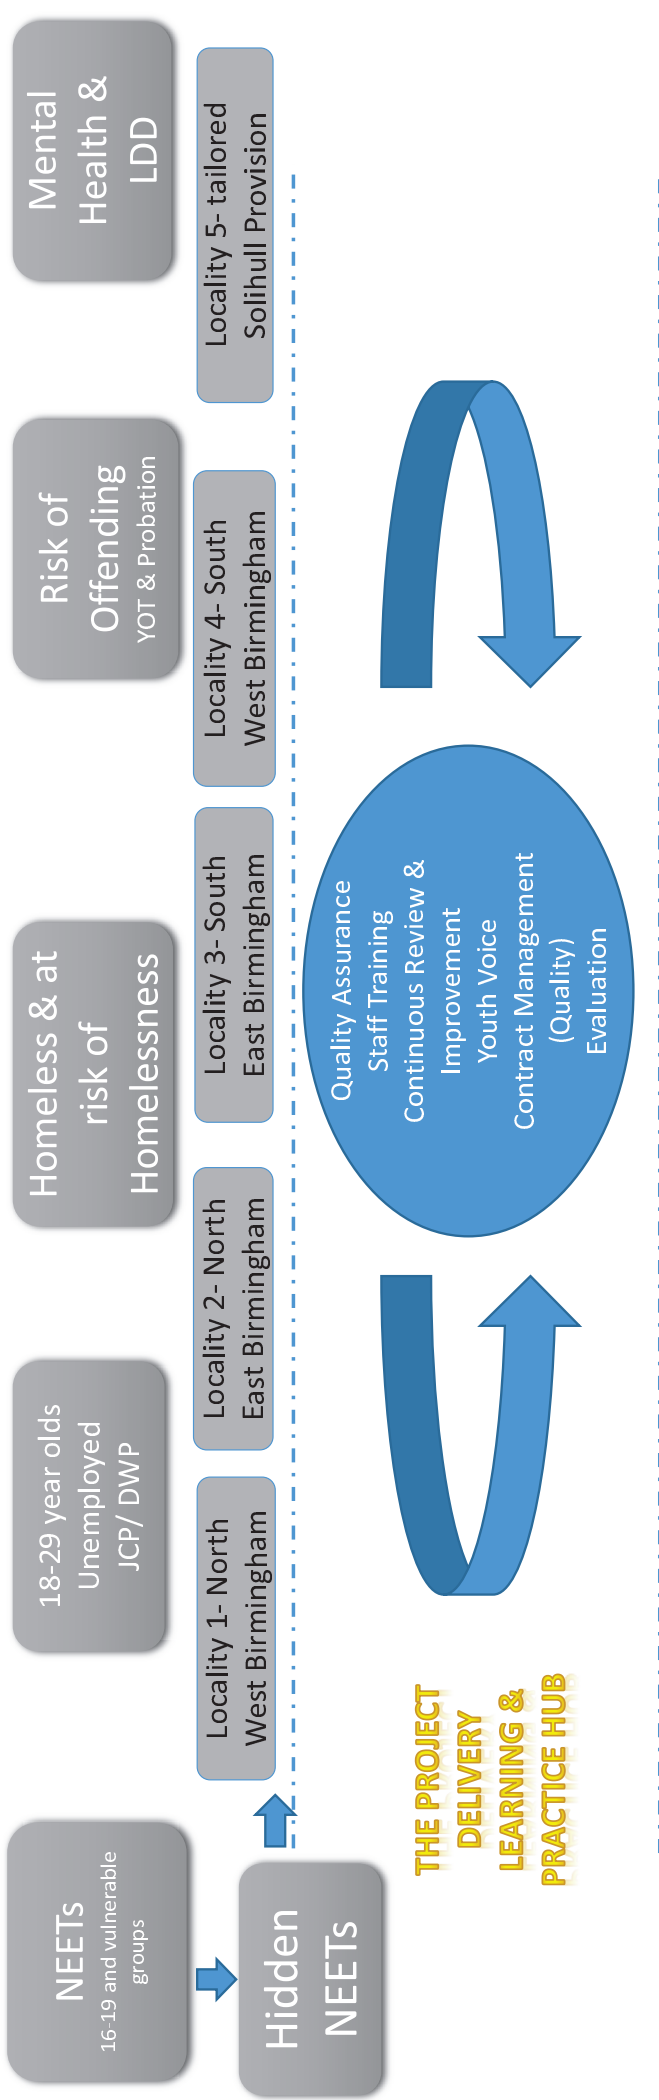 NEETs
16-19 and vulnerable
groups
18-29 year olds
Unemployed
JCP/ DWP
Homeless & at
risk of
Homelessness
Risk of
Offending
YOT & Probation
Mental
Health &
LDD
Hidden
NEETs
Locality 1- North
West Birmingham
Locality 2- North
East Birmingham
Locality 3- South
East Birmingham
Locality 4- South
West Birmingham
Locality 5- tailored
Solihull Provision
THE PROJECT
DELIVERY
LEARNING &
PRACTICE HUB
Quality Assurance
Staff Training
Continuous Review &
Improvement
Youth Voice
Contract Management
(Quality)
Evaluation